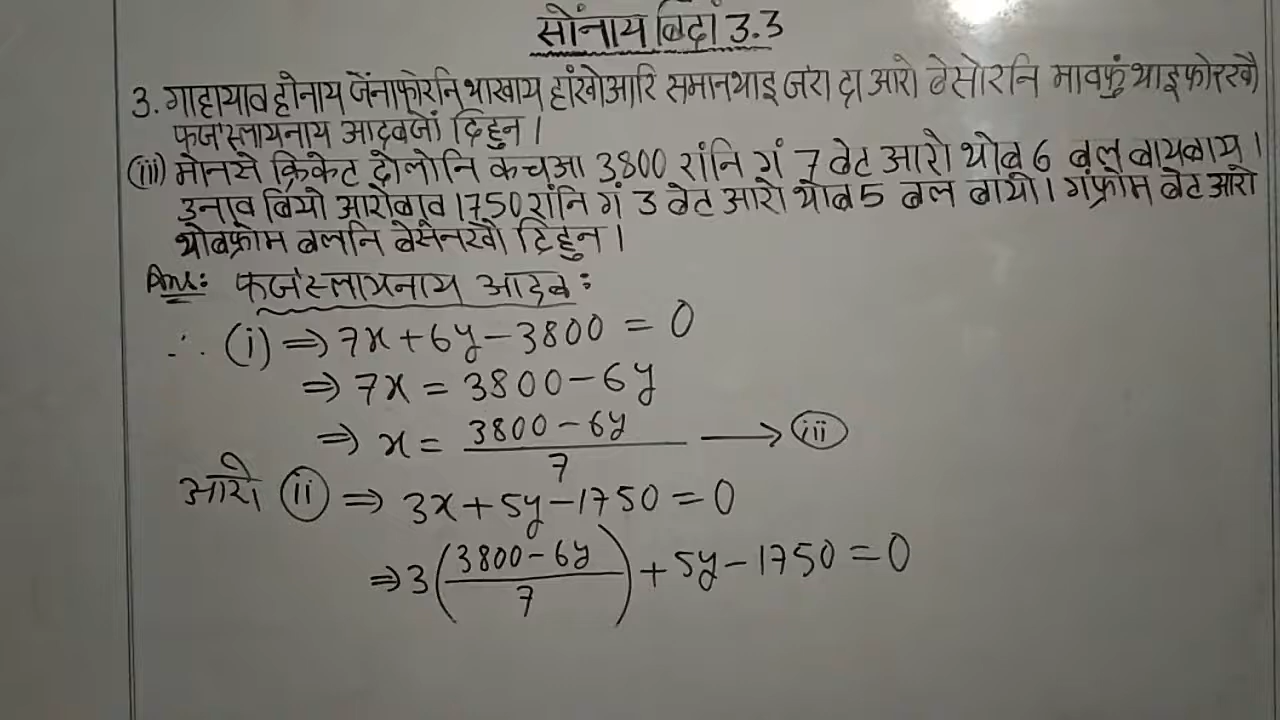 सोंनाय बिदां 3.3
3. गाहायाव होनाय जेंनाफोरनि थाखाय हांखोआरि समानथाइ जरा दा आरो बेसोरनि मावफुं थाइफोरखौ
फज'स्लायनाय आदबजों दिहुन।
(iii) मोनसे क्रिकेट दोलोनि कचआ 3800 रांनि गं 7 बेट आरो थोब 6 बल बायबाय।
उनाव बियो आरोबाव 1750 रांनि गं 3 बेट आरो थोब 5 बल बायो। गंफ्रोम बेट आरो
थोबफ्रोम बलनि बेसेनखौ दिहुन।
Ans: फज'स्लायनाय आदब:
∴ (i) ⇒ 7x + 6y − 3800 = 0
⇒ 7x = 3800 − 6y
⇒ x = (3800 − 6y)/7 ⟶ (iii)
आरो (ii) ⇒ 3x + 5y − 1750 = 0
⇒ 3((3800 − 6y)/7) + 5y − 1750 = 0